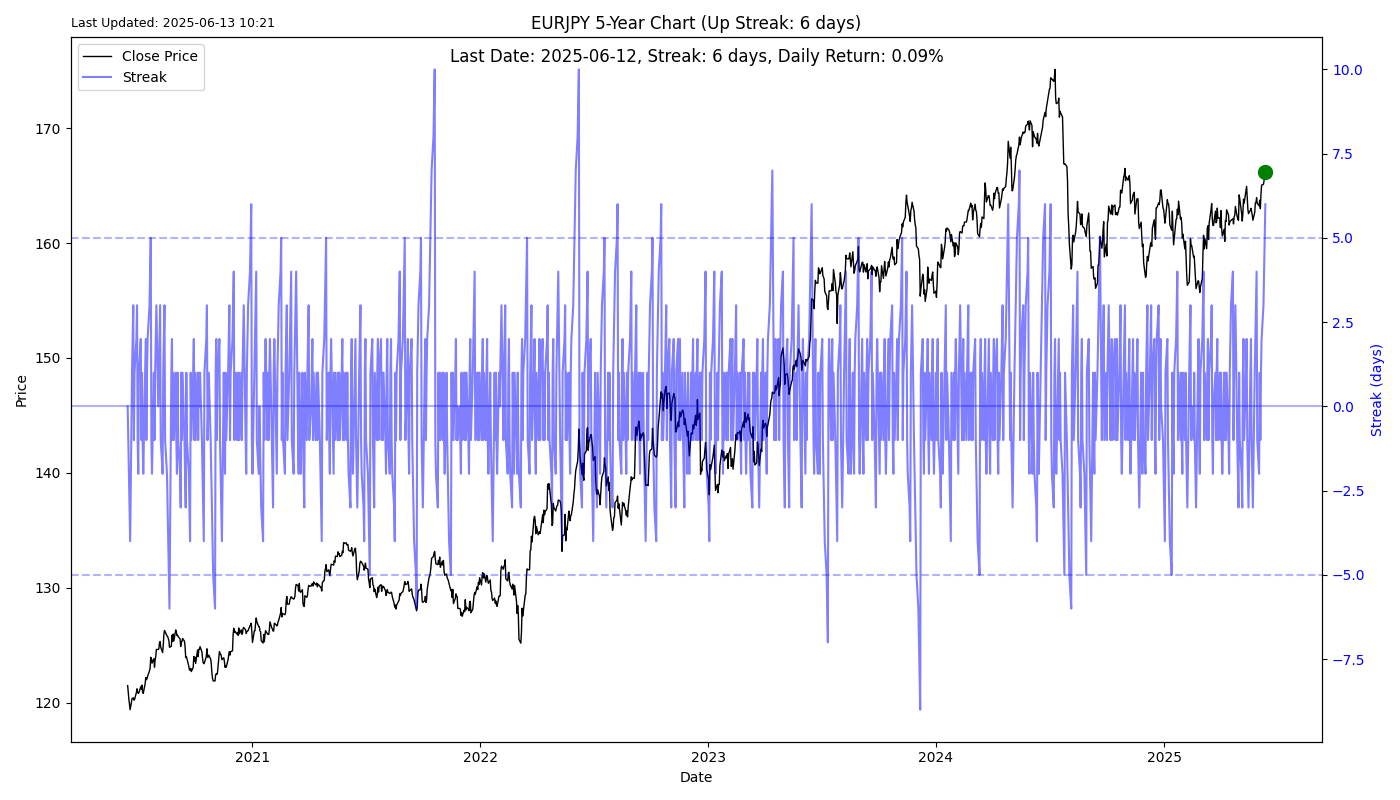 Last Updated: 2025-06-13 10:21
EURJPY 5-Year Chart (Up Streak: 6 days)
Last Date: 2025-06-12, Streak: 6 days, Daily Return: 0.09%
Close Price
Streak
170
160
150
140
130
120
Price
10.0
7.5
5.0
2.5
0.0
−2.5
−5.0
−7.5
Streak (days)
2021
2022
2023
2024
2025
Date